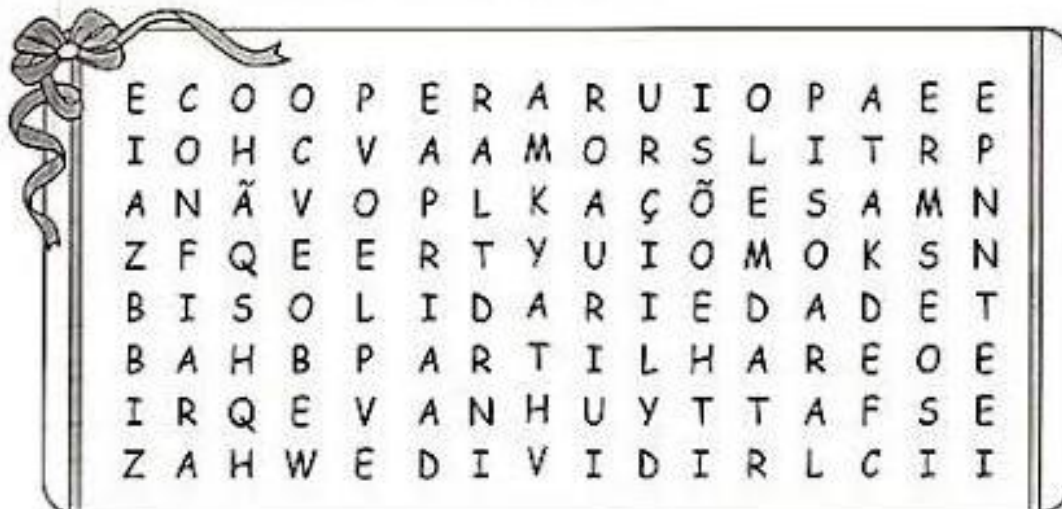 E C O O P E R A R U I O P A E E
I O H C V A A M O R S L I T R P
A N Ã V O P L K A Ç Õ E S A M N
Z F Q E E R T Y U I O M O K S N
B I S O L I D A R I E D A D E T
B A H B P A R T I L H A R E O E
I R Q E V A N H U Y T T A F S E
Z A H W E D I V I D I R L C I I